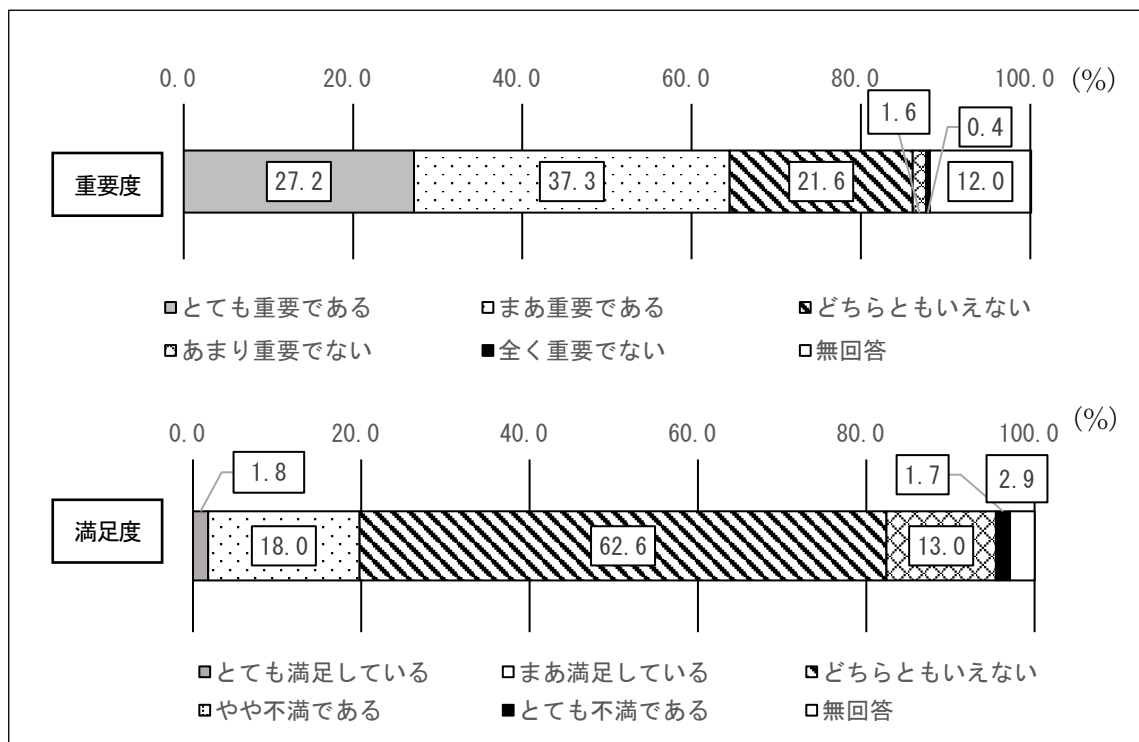 0.0 20.0 40.0 60.0 80.0 100.0 (%)
1.6 0.4
重要度 27.2 37.3 21.6 12.0
とても重要である まあ重要である どちらともいえない
あまり重要でない 全く重要でない 無回答
(%)
0.0 20.0 40.0 60.0 80.0 100.0
1.8 1.7 2.9
満足度 18.0 62.6 13.0
とても満足している まあ満足している どちらともいえない
やや不満である とても不満である 無回答